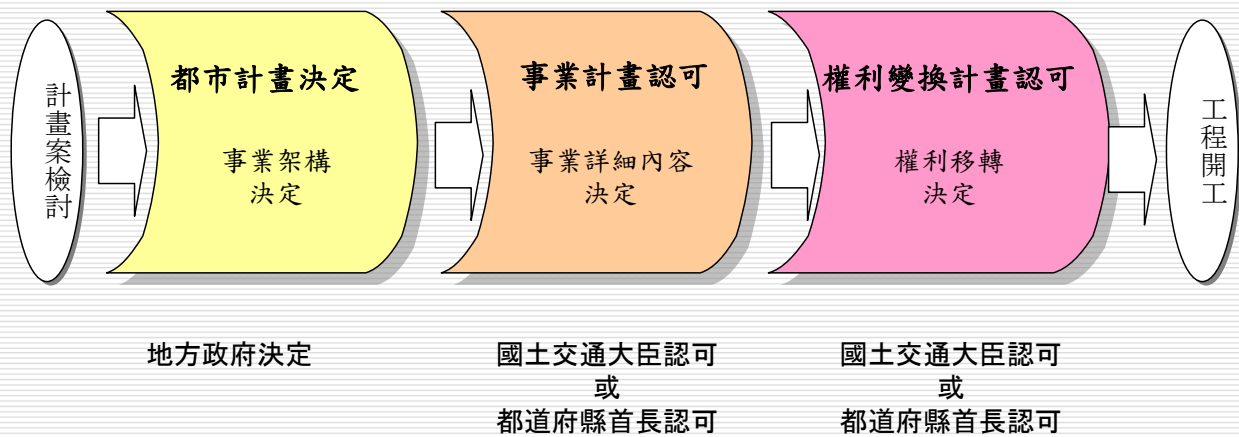 計畫案檢討
都市計畫決定
事業架構
決定
事業計畫認可
事業詳細內容
決定
權利變換計畫認可
權利移轉
決定
工程開工
地方政府決定
國土交通大臣認可
或
都道府縣首長認可
國土交通大臣認可
或
都道府縣首長認可